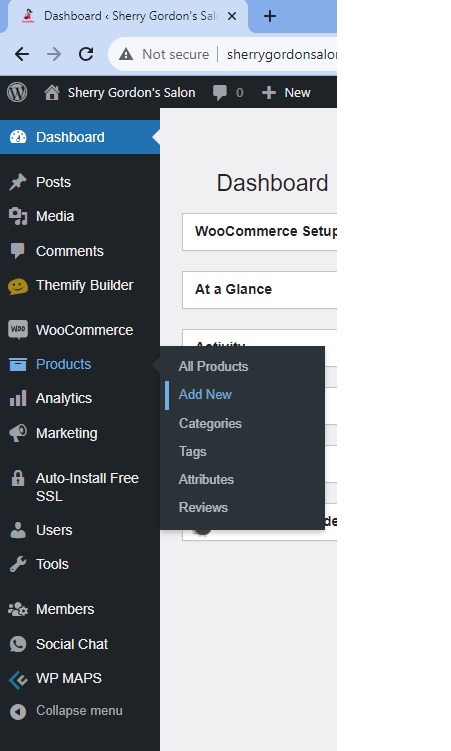 Dashboard ‹ Sherry Gordon's Sal
Not secure sherrygordonsalon
Sherry Gordon's Salon 0 New
Dashboard
Posts
Media
Comments
Themify Builder
WOO WooCommerce
Products
Analytics
Marketing
Auto-Install Free
SSL
Users
Tools
Members
Social Chat
WP MAPS
Collapse menu
Dashboard
WooCommerce Setup
At a Glance
Activity
All Products
Add New
Categories
Tags
Attributes
Reviews